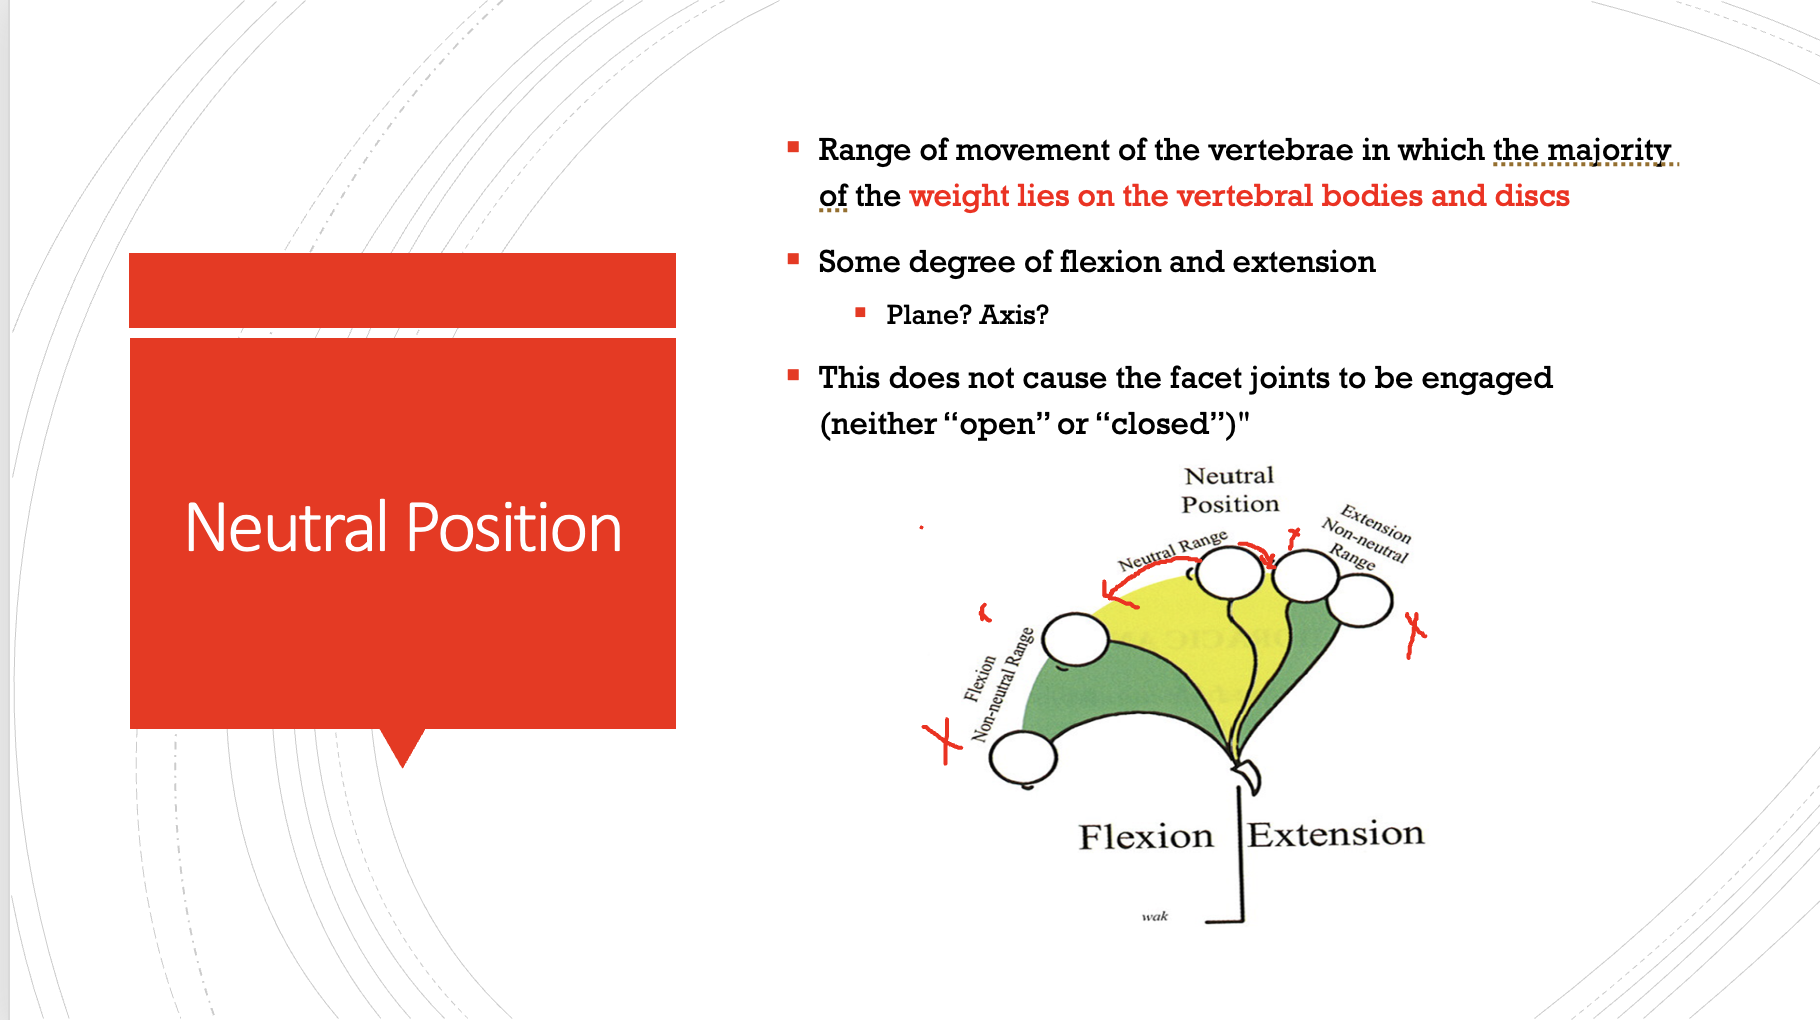 Neutral Position
Range of movement of the vertebrae in which the majority
of the weight lies on the vertebral bodies and discs
Some degree of flexion and extension
Plane? Axis?
This does not cause the facet joints to be engaged
(neither “open” or “closed”)"
Neutral
Position
Neutral Range
Extension
Non-neutral
Range
Flexion
Non-neutral Range
Flexion
Extension
wak